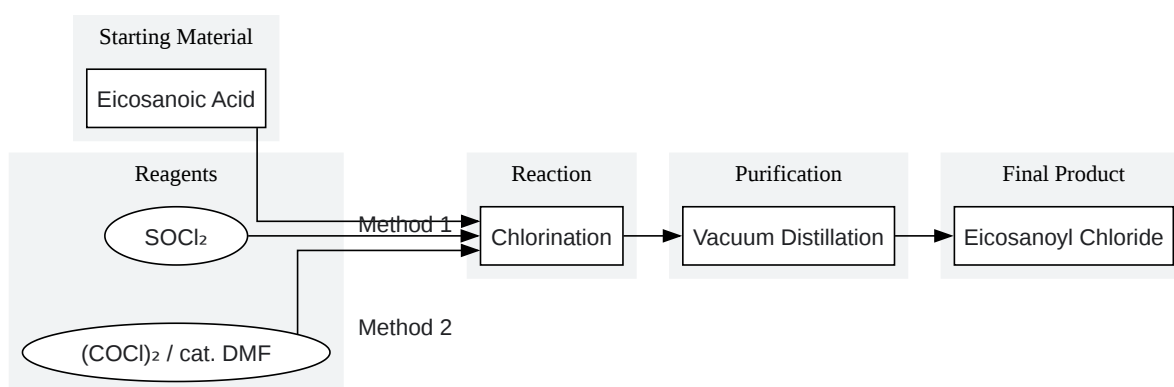 Starting Material
Eicosanoic Acid
Reagents
SOCl₂
(COCl)₂ / cat. DMF
Method 1
Method 2
Reaction
Chlorination
Purification
Vacuum Distillation
Final Product
Eicosanoyl Chloride